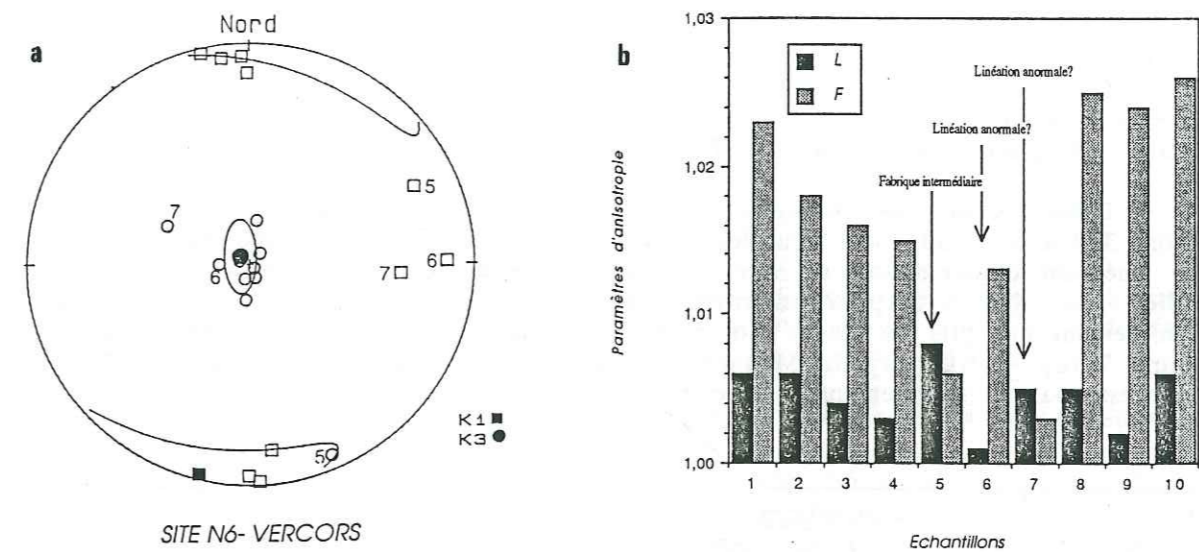 a
Nord
5
7
6
7
6
5
K1
K3
SITE N6- VERCORS
b
1,03
1,02
1,01
1,00
Paramètres d'anisotropie
L
F
Linéation anormale?
Linéation anormale?
Fabrique intermédiaire
1 2 3 4 5 6 7 8 9 10
Echantillons